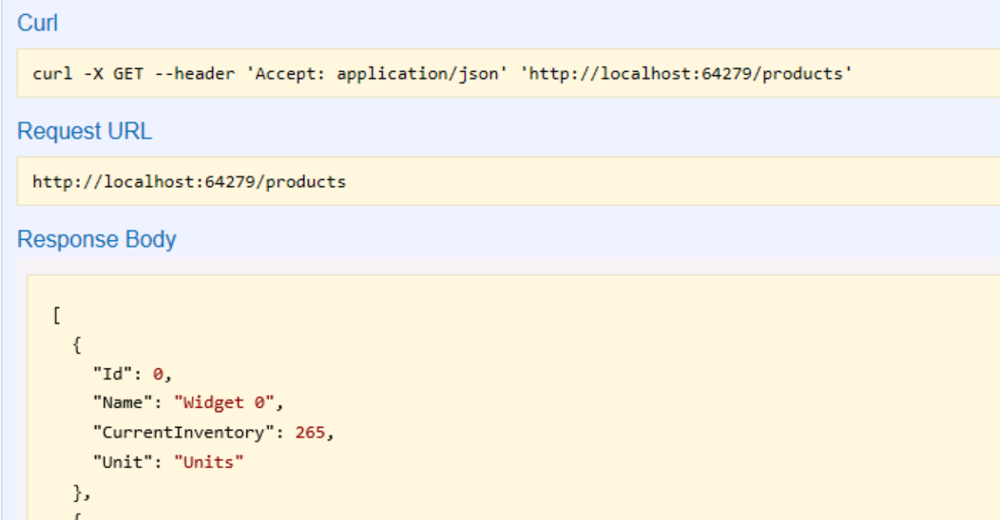 Curl
curl -X GET --header 'Accept: application/json' 'http://localhost:64279/products'
Request URL
http://localhost:64279/products
Response Body
[
{
"Id": 0,
"Name": "Widget 0",
"CurrentInventory": 265,
"Unit": "Units"
},
{